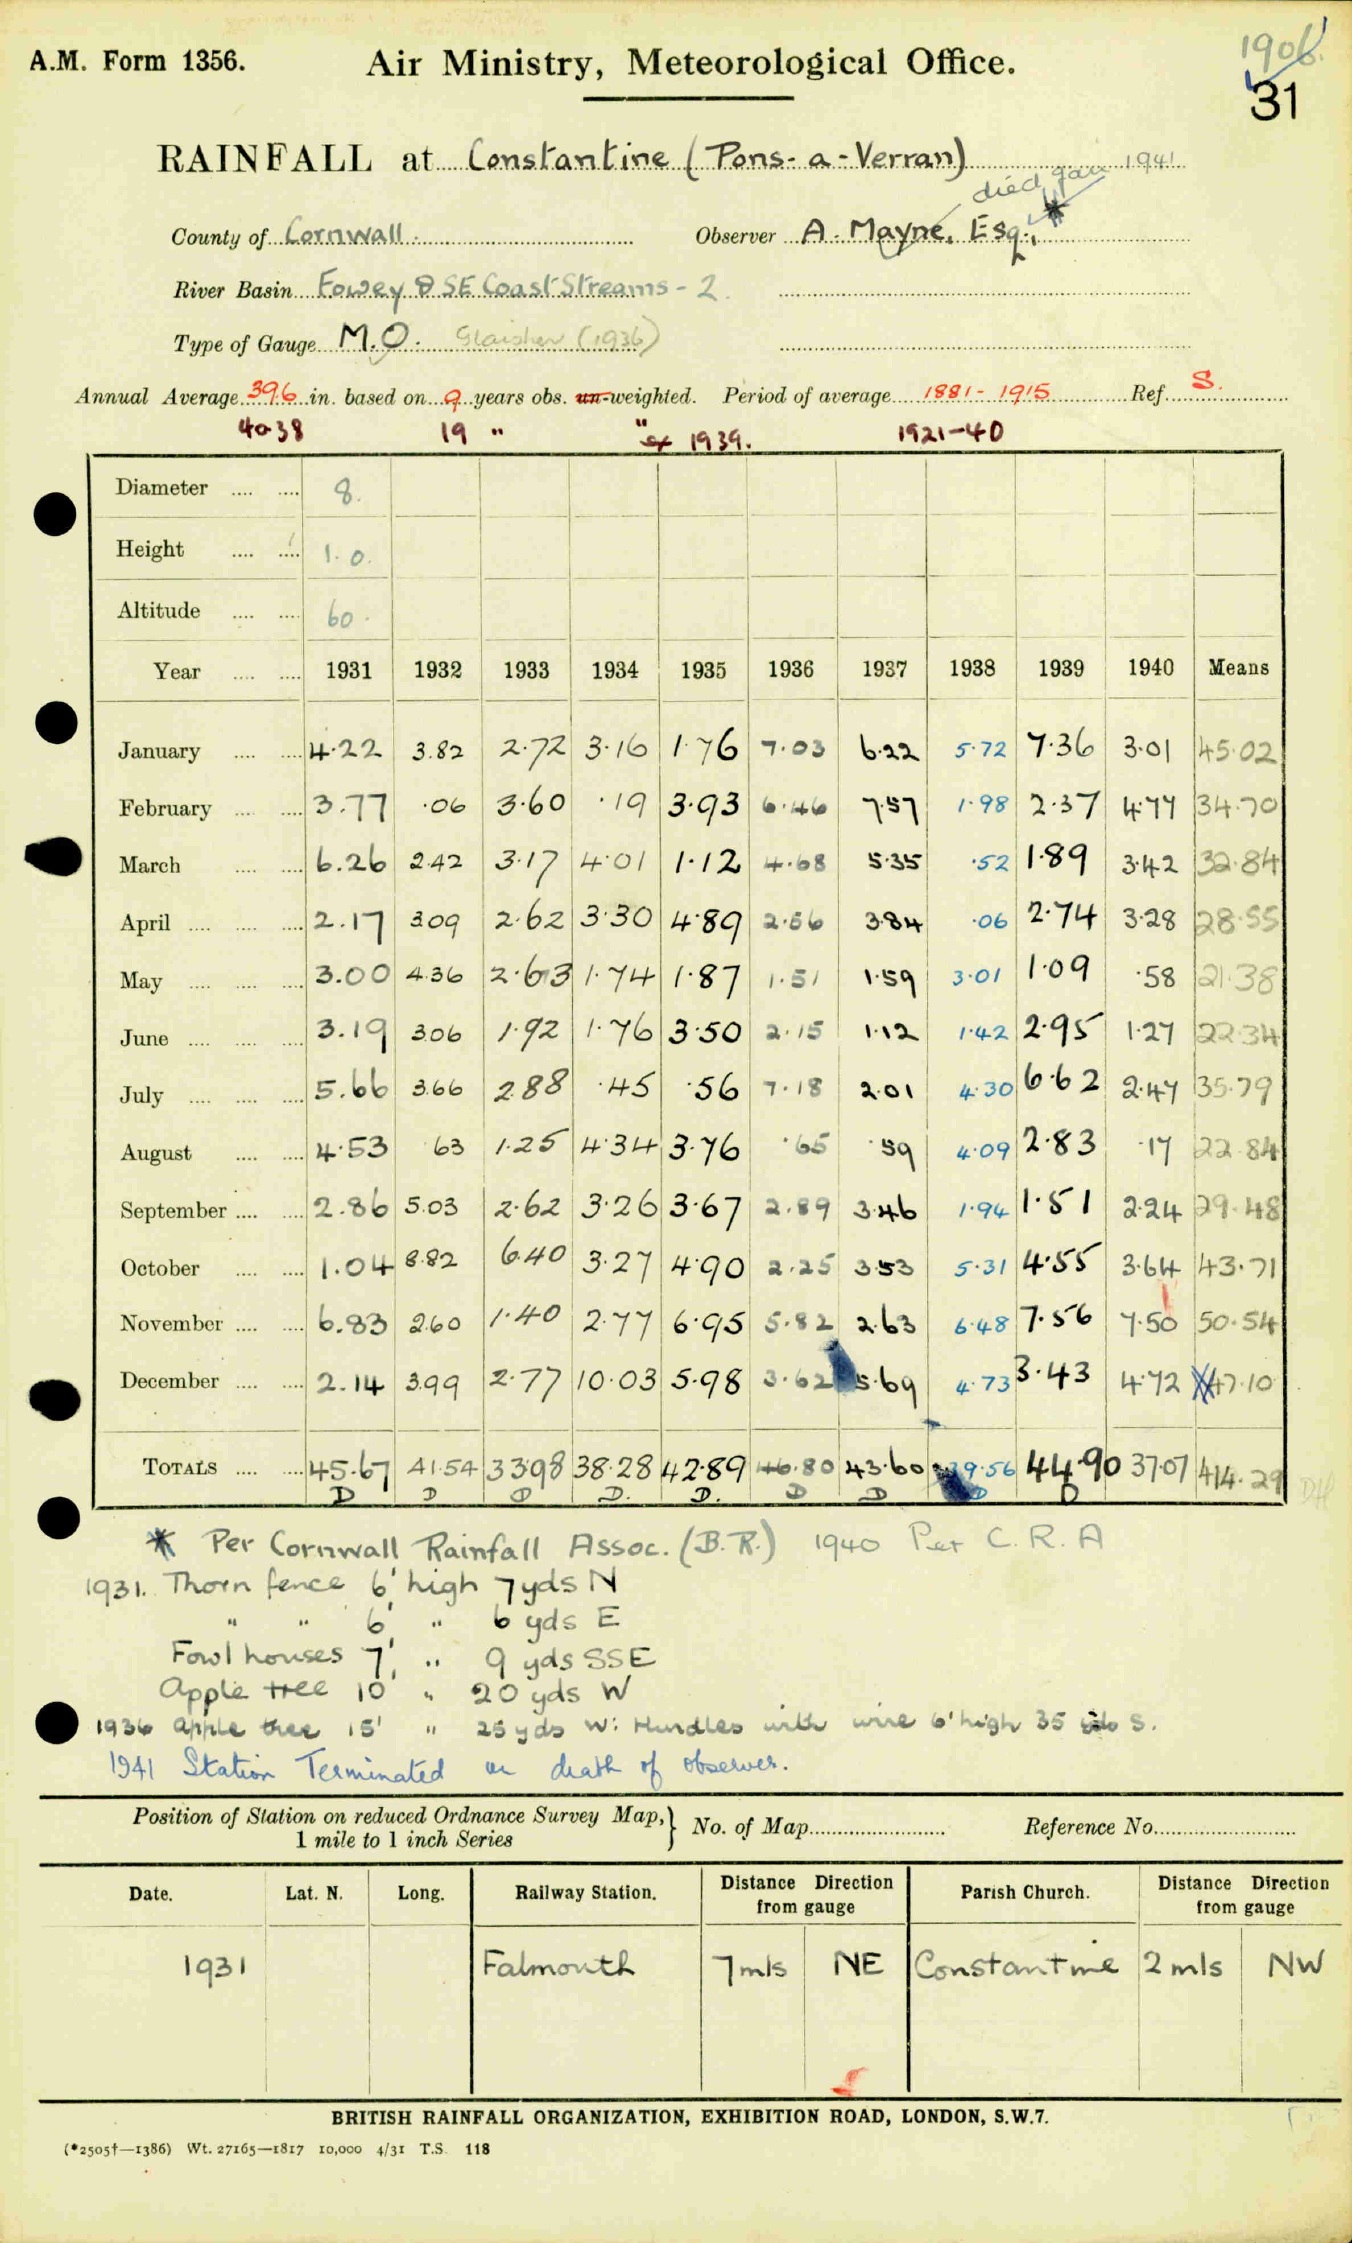 A.M. Form 1356.
Air Ministry, Meteorological Office.
1906
31
RAINFALL at Constantine (Pons-a-Verran)
died Jan 1941
County of Cornwall. Observer A. Mayne, Esq., *
River Basin Fowey & SE Coast Streams - 2.
Type of Gauge M.O. Glaisher (1936)
Annual Average 39.6 in. based on 9 years obs. un-weighted. Period of average 1881 - 1915 Ref. S.
40.38 19 " " ex 1939. 1921-40
Diameter .... .... 8.
Height .... .... 1.0.
Altitude .... .... 60.
Year .... .... 1931 1932 1933 1934 1935 1936 1937 1938 1939 1940 Means
January .... .... 4.22 3.82 2.72 3.16 1.76 7.03 6.22 5.72 7.36 3.01 45.02
February .... .... 3.77 .06 3.60 .19 3.93 6.46 7.57 1.98 2.37 4.77 34.70
March .... .... 6.26 2.42 3.17 4.01 1.12 4.68 5.35 .52 1.89 3.42 32.84
April .... .... .... 2.17 3.09 2.62 3.30 4.89 2.56 3.84 .06 2.74 3.28 28.55
May .... .... .... 3.00 4.36 2.63 1.74 1.87 1.51 1.59 3.01 1.09 .58 21.38
June .... .... .... 3.19 3.06 1.92 1.76 3.50 2.15 1.12 1.42 2.95 1.27 22.34
July .... .... .... 5.66 3.66 2.88 .45 .56 7.18 2.01 4.30 6.62 2.47 35.79
August .... .... 4.53 63 1.25 4.34 3.76 .65 .59 4.09 2.83 .17 22.84
September .... .... 2.86 5.03 2.62 3.26 3.67 2.89 3.46 1.94 1.51 2.24 29.48
October .... .... 1.04 8.82 6.40 3.27 4.90 2.25 3.53 5.31 4.55 3.64 43.71
November .... .... 6.83 2.60 1.40 2.77 6.95 5.82 2.63 6.48 7.56 7.50 50.54
December .... .... 2.14 3.99 2.77 10.03 5.98 3.62 5.69 4.73 3.43 4.72 47.10
TOTALS .... .... 45.67 41.54 33.98 38.28 42.89 46.80 43.60 39.56 44.90 37.07 414.29
D D D D. D. D D D D
* Per Cornwall Rainfall Assoc. (B.R.) 1940 Per C.R.A
1931. Thorn fence 6' high 7 yds N
" " 6' " 6 yds E
Fowl houses 7' " 9 yds SSE
Apple tree 10' " 20 yds W
1936 apple tree 15' " 25 yds W: Hurdles with wire 6' high 35 yds S.
1941 Station Terminated on death of observer.
Position of Station on reduced Ordnance Survey Map, 1 mile to 1 inch Series } No. of Map Reference No.
Date. Lat. N. Long. Railway Station. Distance Direction from gauge Parish Church. Distance Direction from gauge
1931 Falmouth 7 mls NE Constantine 2 mls NW
BRITISH RAINFALL ORGANIZATION, EXHIBITION ROAD, LONDON, S.W.7.
(*2505†—1386) Wt. 27165—1817 10,000 4/31 T.S. 118